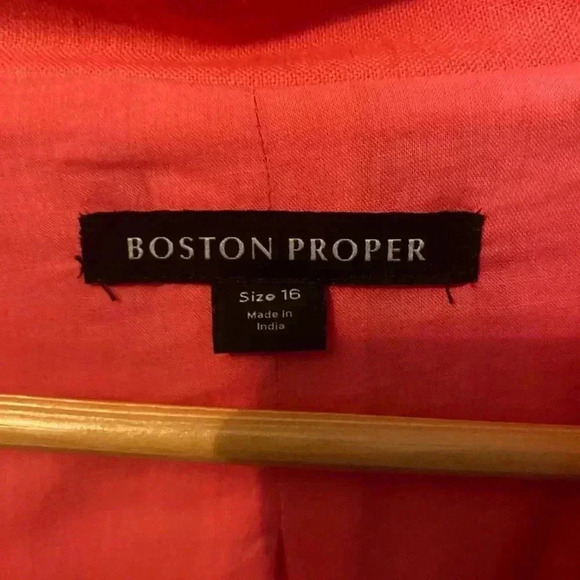 BOSTON PROPER
Size 16
Made in
India